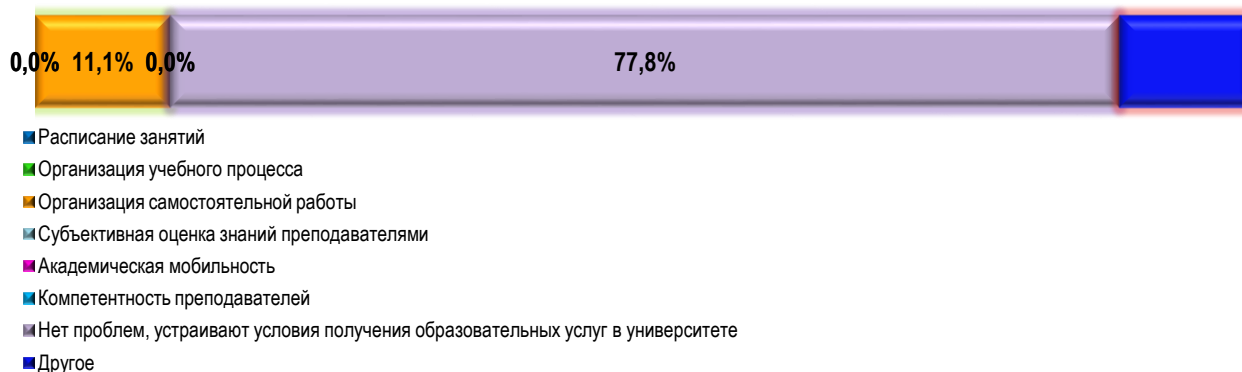 0,0% 11,1% 0,0% 77,8%
Расписание занятий
Организация учебного процесса
Организация самостоятельной работы
Субъективная оценка знаний преподавателями
Академическая мобильность
Компетентность преподавателей
Нет проблем, устраивают условия получения образовательных услуг в университете
Другое